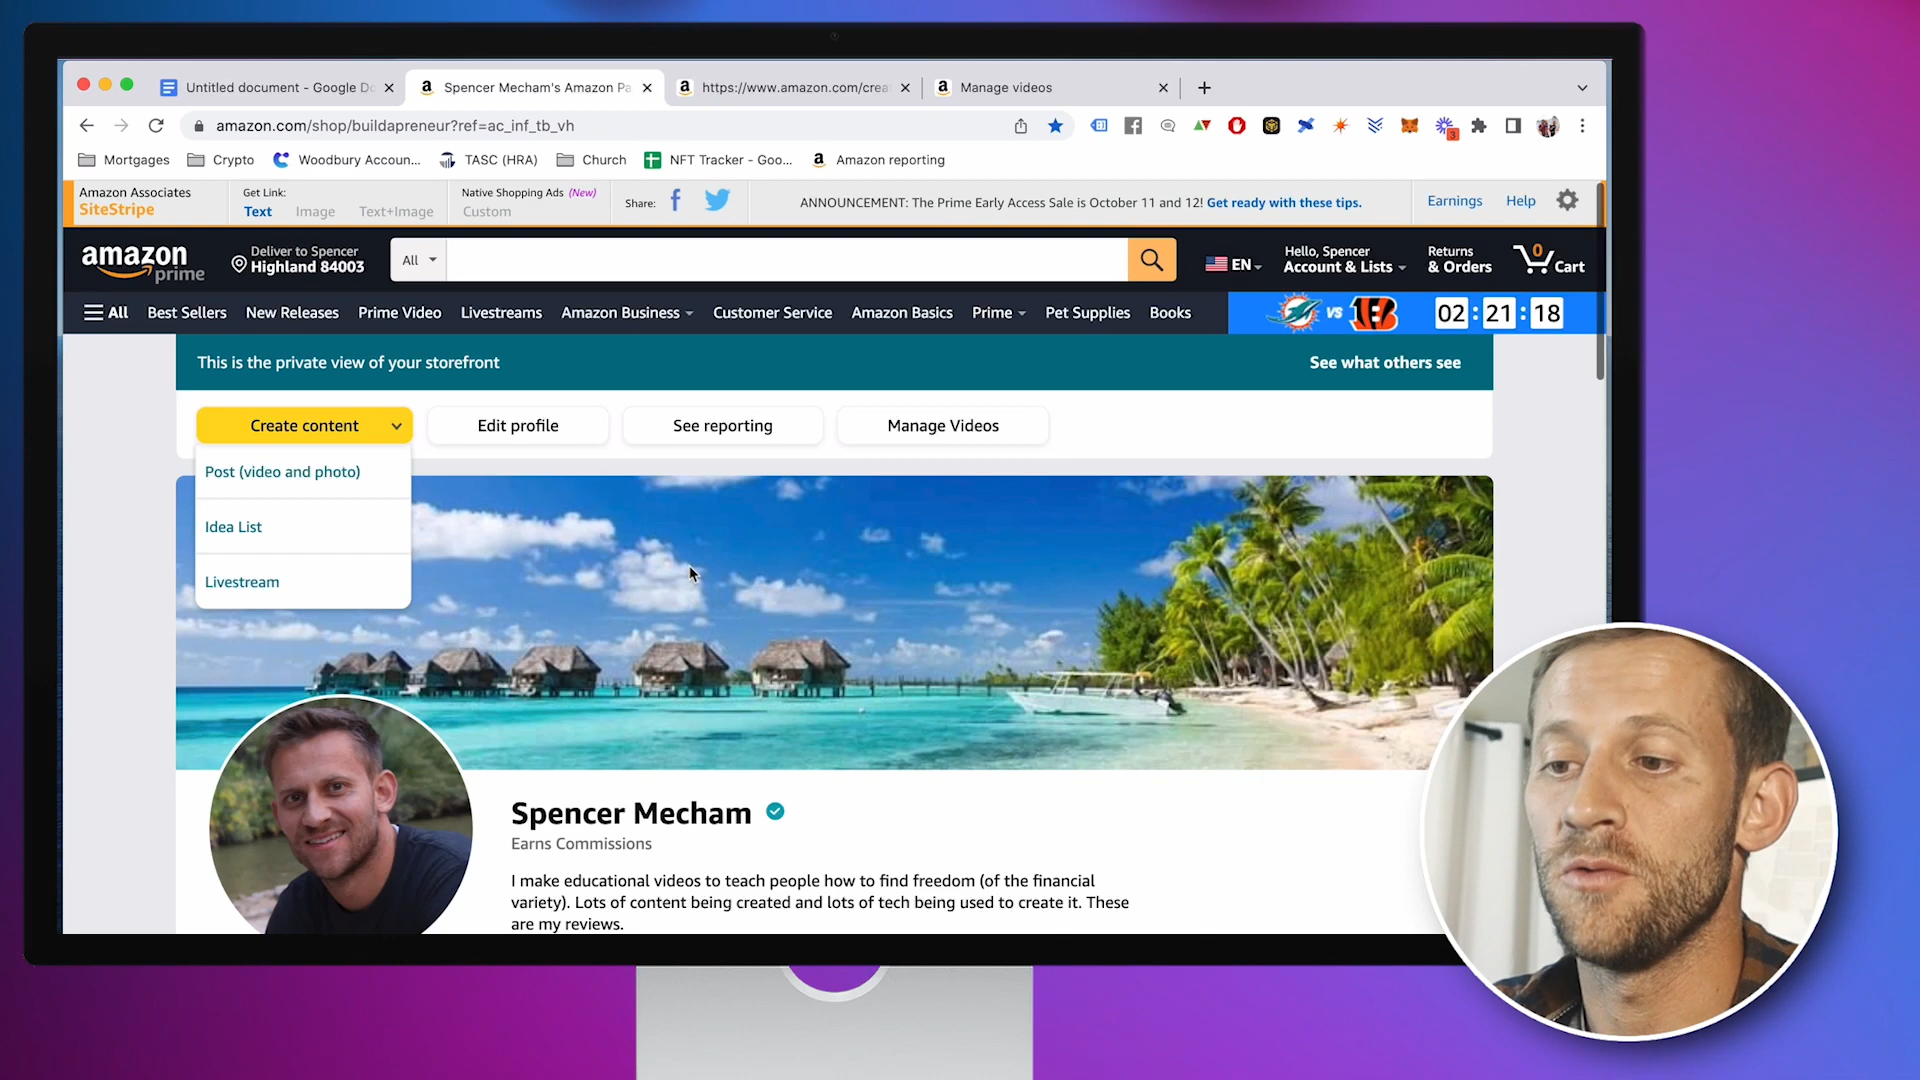 Untitled document - Google Do
Spencer Mecham's Amazon Pa
https://www.amazon.com/crea
Manage videos
amazon.com/shop/buildapreneur?ref=ac_inf_tb_vh
3
Mortgages
Crypto
Woodbury Accoun...
TASC (HRA)
Church
NFT Tracker - Goo...
Amazon reporting
Amazon Associates
SiteStripe
Get Link:
Text
Image
Text+Image
Native Shopping Ads (New)
Custom
Share:
ANNOUNCEMENT: The Prime Early Access Sale is October 11 and 12! Get ready with these tips.
Earnings
Help
amazon
prime
Deliver to Spencer
Highland 84003
All
EN
Hello, Spencer
Account & Lists
Returns
& Orders
0
Cart
All
Best Sellers
New Releases
Prime Video
Livestreams
Amazon Business
Customer Service
Amazon Basics
Prime
Pet Supplies
Books
VS
02 : 21 : 18
This is the private view of your storefront
See what others see
Create content
Edit profile
See reporting
Manage Videos
Post (video and photo)
Idea List
Livestream
Spencer Mecham
Earns Commissions
I make educational videos to teach people how to find freedom (of the financial
variety). Lots of content being created and lots of tech being used to create it. These
are my reviews.